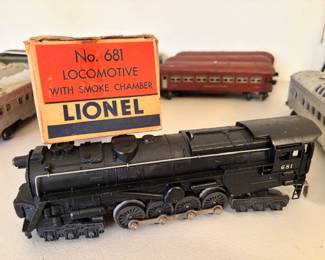 No. 681
LOCOMOTIVE
WITH SMOKE CHAMBER
LIONEL
681